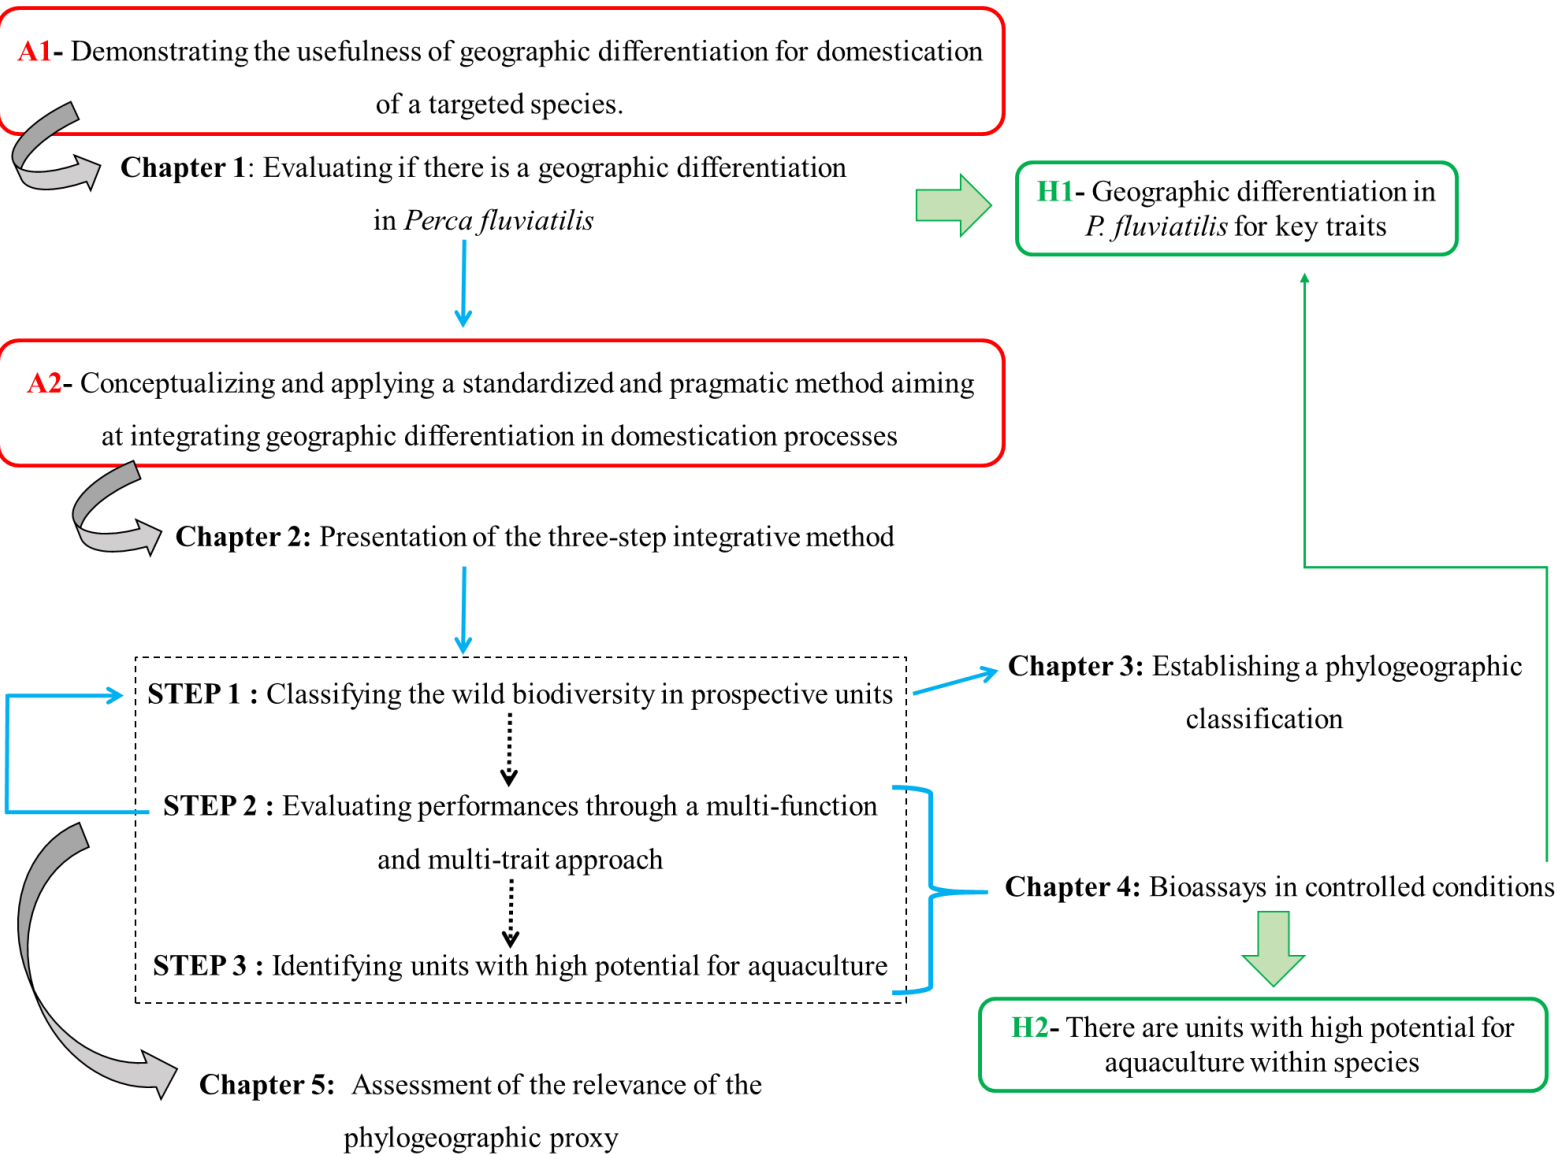 A1- Demonstrating the usefulness of geographic differentiation for domestication
of a targeted species.
Chapter 1: Evaluating if there is a geographic differentiation
in Perca fluviatilis
H1- Geographic differentiation in
P. fluviatilis for key traits
A2- Conceptualizing and applying a standardized and pragmatic method aiming
at integrating geographic differentiation in domestication processes
Chapter 2: Presentation of the three-step integrative method
STEP 1 : Classifying the wild biodiversity in prospective units
Chapter 3: Establishing a phylogeographic
classification
STEP 2 : Evaluating performances through a multi-function
and multi-trait approach
Chapter 4: Bioassays in controlled conditions
STEP 3 : Identifying units with high potential for aquaculture
H2- There are units with high potential for
aquaculture within species
Chapter 5: Assessment of the relevance of the
phylogeographic proxy